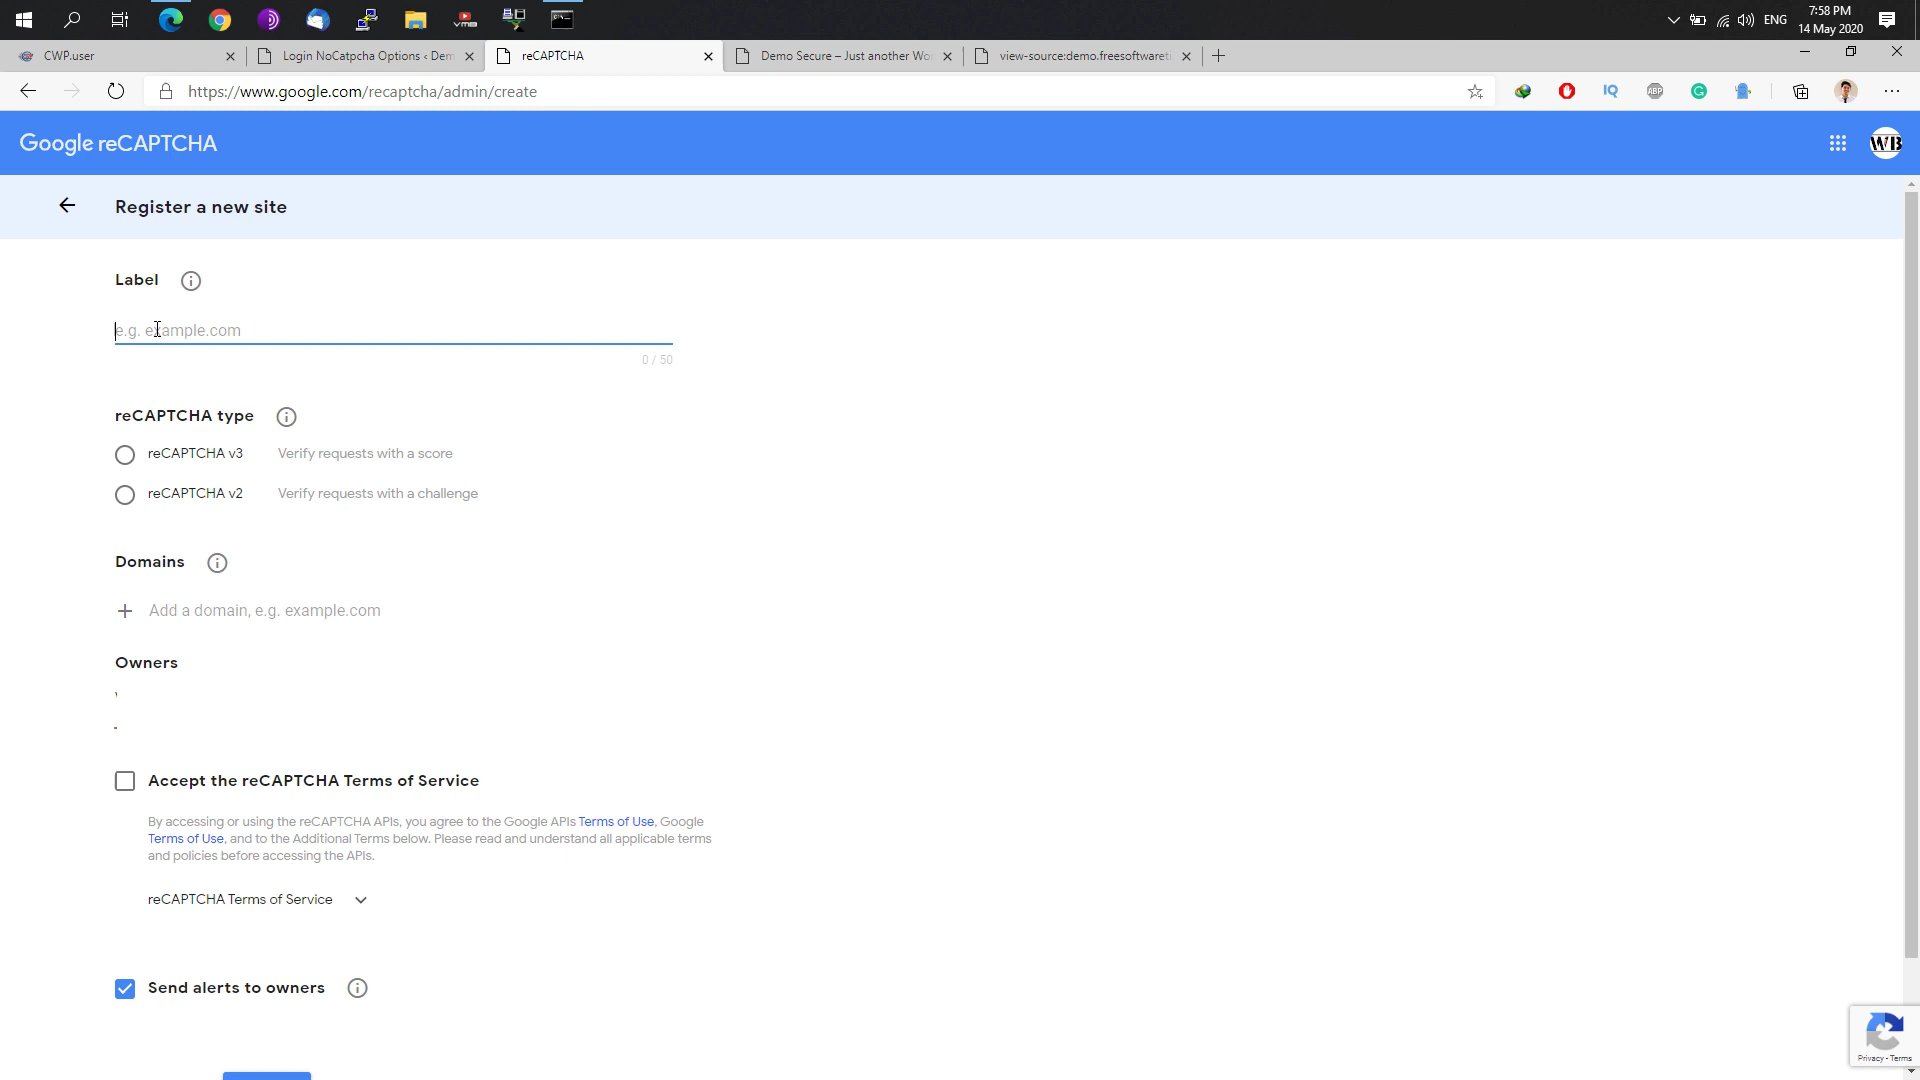 ENG
7:58 PM
14 May 2020
CWP.user
Login NoCatpcha Options ‹ Dem
reCAPTCHA
Demo Secure – Just another Wo
view-source:demo.freesoftwareti
https://www.google.com/recaptcha/admin/create
IQ
ABP
Google reCAPTCHA
WB
Register a new site
Label
e.g. example.com
0 / 50
reCAPTCHA type
reCAPTCHA v3 Verify requests with a score
reCAPTCHA v2 Verify requests with a challenge
Domains
Add a domain, e.g. example.com
Owners
Accept the reCAPTCHA Terms of Service
By accessing or using the reCAPTCHA APIs, you agree to the Google APIs Terms of Use, Google
Terms of Use, and to the Additional Terms below. Please read and understand all applicable terms
and policies before accessing the APIs.
reCAPTCHA Terms of Service
Send alerts to owners
Privacy - Terms